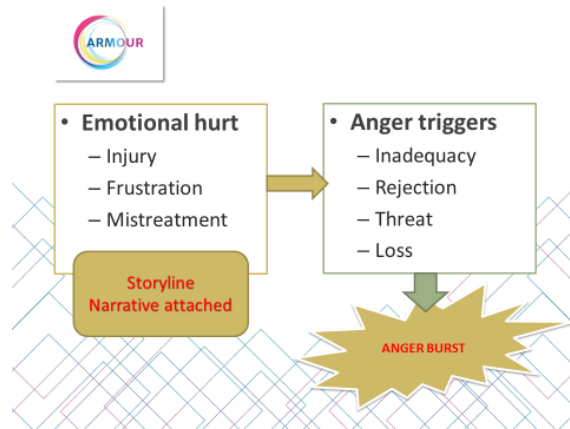 ARMOUR
• Emotional hurt
– Injury
– Frustration
– Mistreatment
Storyline
Narrative attached
• Anger triggers
– Inadequacy
– Rejection
– Threat
– Loss
ANGER BURST